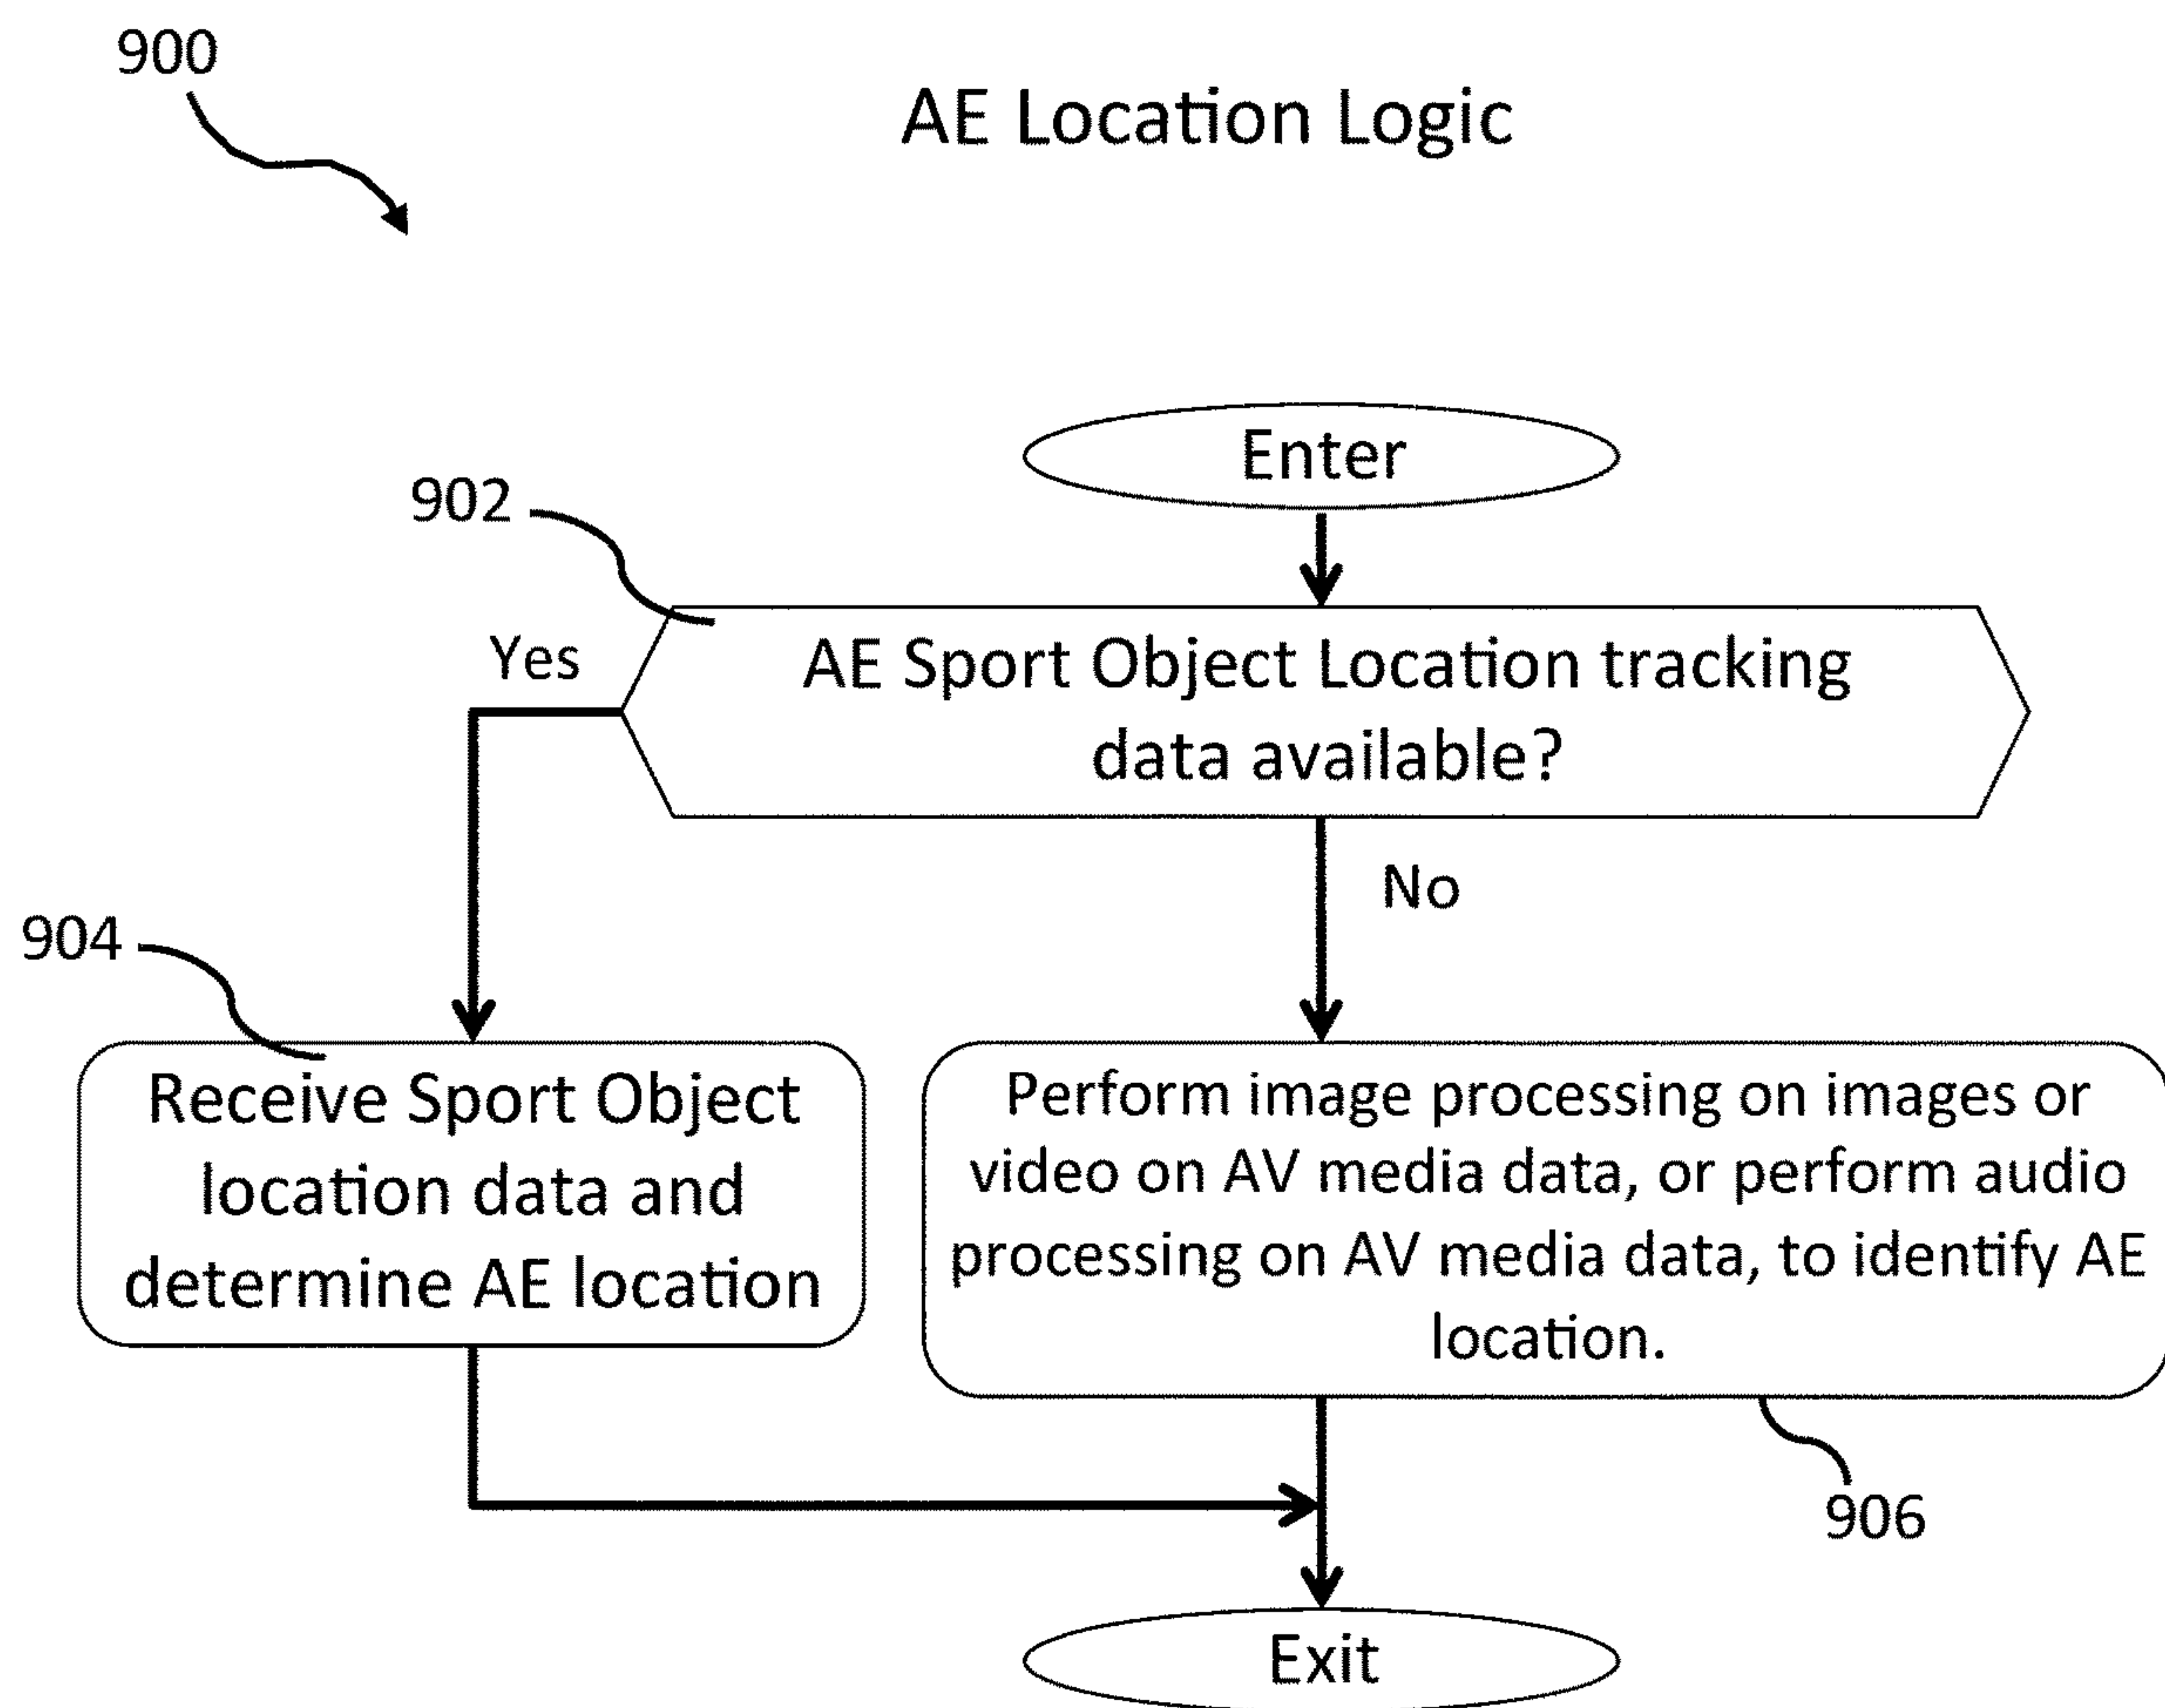 900
AE Location Logic
Enter
902
Yes
AE Sport Object Location tracking
data available?
No
904
Receive Sport Object
location data and
determine AE location
Perform image processing on images or
video on AV media data, or perform audio
processing on AV media data, to identify AE
location.
906
Exit